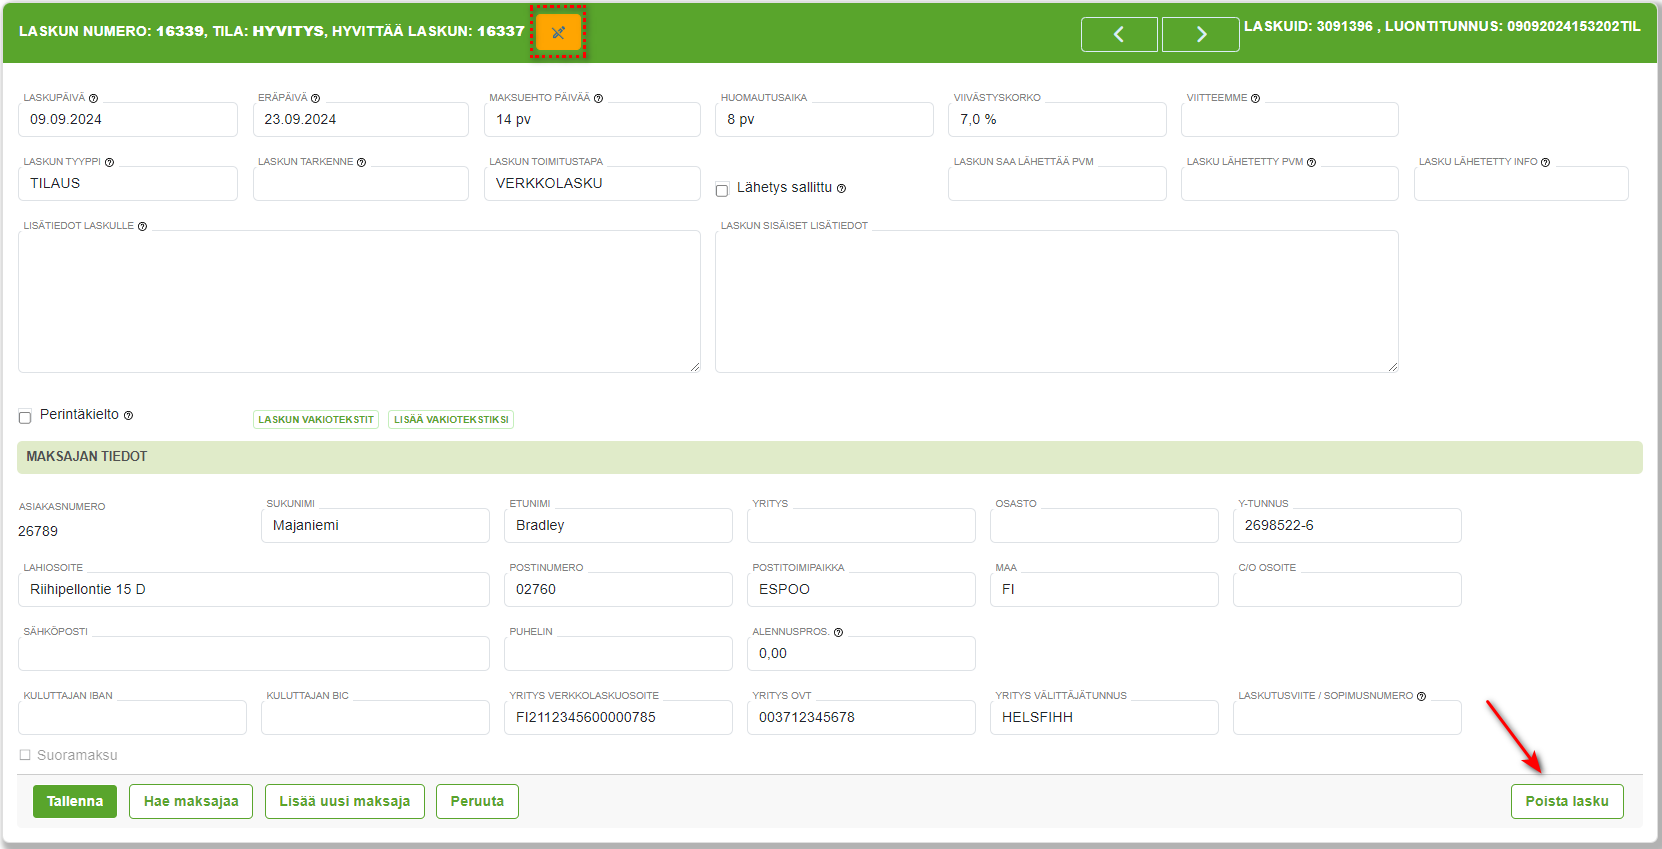 LASKUN NUMERO: 16339, TILA: HYVITYS, HYVITTÄÄ LASKUN: 16337
LASKUID: 3091396 , LUONTITUNNUS: 09092024153202TIL
LASKUPÄIVÄ ERÄPÄIVÄ MAKSUEHTO PÄIVÄÄ HUOMAUTUSAIKA VIIVÄSTYSKORKO VIITTEEMME
09.09.2024 23.09.2024 14 pv 8 pv 7,0 %
LASKUN TYYPPI LASKUN TARKENNE LASKUN TOIMITUSTAPA LASKUN SAA LÄHETTÄÄ PVM LASKU LÄHETETTY PVM LASKU LÄHETETTY INFO
TILAUS VERKKOLASKU Lähetys sallittu
LISÄTIEDOT LASKULLE LASKUN SISÄISET LISÄTIEDOT
Perintäkielto LASKUN VAKIOTEKSTIT LISÄÄ VAKIOTEKSTIKSI
MAKSAJAN TIEDOT
ASIAKASNUMERO SUKUNIMI ETUNIMI YRITYS OSASTO Y-TUNNUS
26789 Majaniemi Bradley 2698522-6
LAHIOSOITE POSTINUMERO POSTITOIMIPAIKKA MAA C/O OSOITE
Riihipellontie 15 D 02760 ESPOO FI
SÄHKÖPOSTI PUHELIN ALENNUSPROS.
0,00
KULUTTAJAN IBAN KULUTTAJAN BIC YRITYS VERKKOLASKUOSOITE YRITYS OVT YRITYS VÄLITTÄJÄTUNNUS LASKUTUSVIITE / SOPIMUSNUMERO
FI2112345600000785 003712345678 HELSFIHH
Suoramaksu
Tallenna Hae maksajaa Lisää uusi maksaja Peruuta Poista lasku